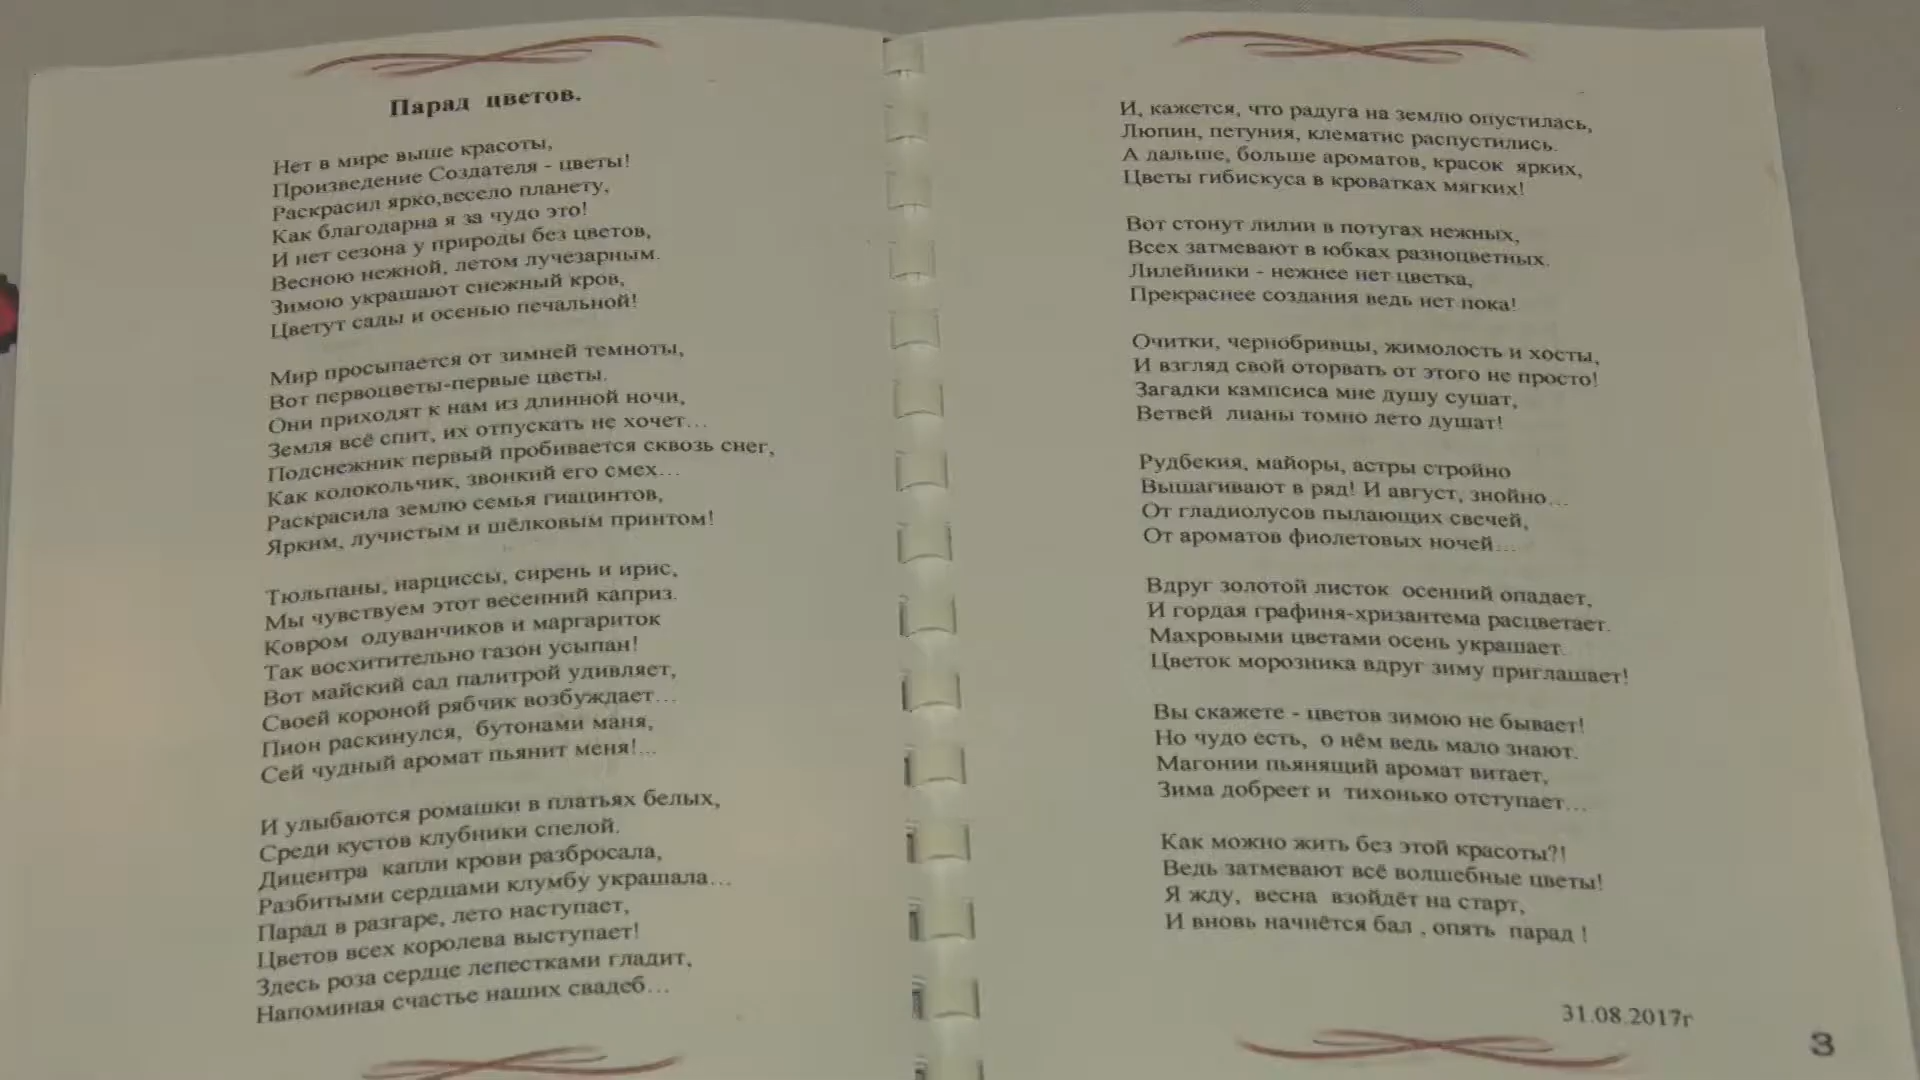 Парад цветов.
Нет в мире выше красоты,
Произведение Создателя - цветы!
Раскрасил ярко,весело планету,
Как благодарна я за чудо это!
И нет сезона у природы без цветов,
Весною нежной, летом лучезарным.
Зимою украшают снежный кров,
Цветут сады и осенью печальной!
Мир просыпается от зимней темноты,
Вот первоцветы-первые цветы.
Они приходят к нам из длинной ночи,
Земля всё спит, их отпускать не хочет...
Подснежник первый пробивается сквозь снег,
Как колокольчик, звонкий его смех...
Раскрасила землю семья гиацинтов,
Ярким, лучистым и шёлковым принтом!
Тюльпаны, нарциссы, сирень и ирис,
Мы чувствуем этот весенний каприз.
Ковром одуванчиков и маргариток
Так восхитительно газон усыпан!
Вот майский сад палитрой удивляет,
Своей короной рябчик возбуждает...
Пион раскинулся, бутонами маня,
Сей чудный аромат пьянит меня!...
И улыбаются ромашки в платьях белых,
Среди кустов клубники спелой.
Дицентра капли крови разбросала,
Разбитыми сердцами клумбу украшала...
Парад в разгаре, лето наступает,
Цветов всех королева выступает!
Здесь роза сердце лепестками гладит,
Напоминая счастье наших свадеб...
И, кажется, что радуга на землю опустилась,
Люпин, петуния, клематис распустились.
А дальше, больше ароматов, красок ярких,
Цветы гибискуса в кроватках мягких!
Вот стонут лилии в потугах нежных,
Всех затмевают в юбках разноцветных.
Лилейники - нежнее нет цветка,
Прекраснее создания ведь нет пока!
Очитки, чернобривцы, жимолость и хосты,
И взгляд свой оторвать от этого не просто!
Загадки кампсиса мне душу сушат,
Ветвей лианы томно лето душат!
Рудбекия, майоры, астры стройно
Вышагивают в ряд! И август, знойно...
От гладиолусов пылающих свечей,
От ароматов фиолетовых ночей...
Вдруг золотой листок осенний опадает,
И гордая графиня-хризантема расцветает.
Махровыми цветами осень украшает.
Цветок морозника вдруг зиму приглашает!
Вы скажете - цветов зимою не бывает!
Но чудо есть, о нём ведь мало знают.
Магонии пьянящий аромат витает,
Зима добреет и тихонько отступает...
Как можно жить без этой красоты?!
Ведь затмевают всё волшебные цветы!
Я жду, весна взойдёт на старт,
И вновь начнётся бал , опять парад !
31.08.2017г
3